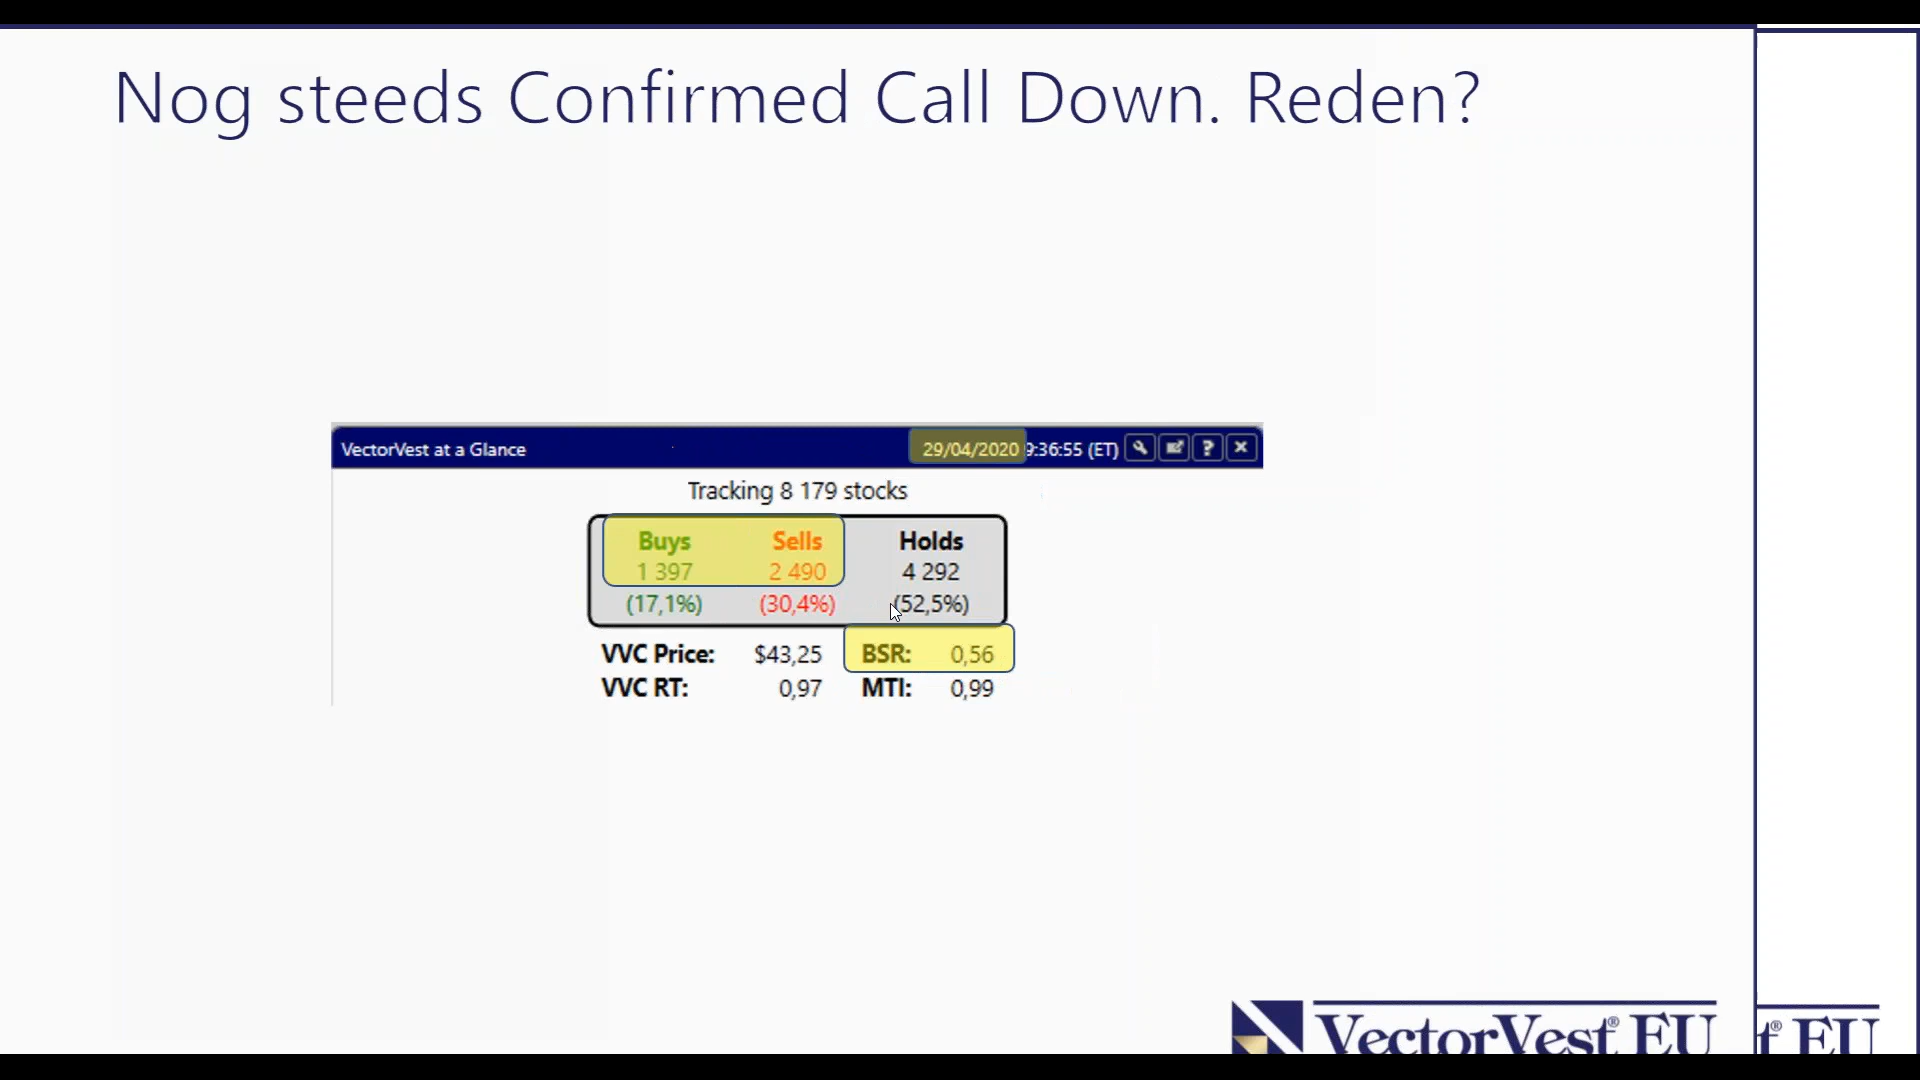 Nog steeds Confirmed Call Down. Reden?
VectorVest at a Glance 29/04/2020 9:36:55 (ET)
Tracking 8 179 stocks
Buys Sells Holds
1 397 2 490 4 292
(17,1%) (30,4%) (52,5%)
VVC Price: $43,25 BSR: 0,56
VVC RT: 0,97 MTI: 0,99
VectorVest® EU t® EU